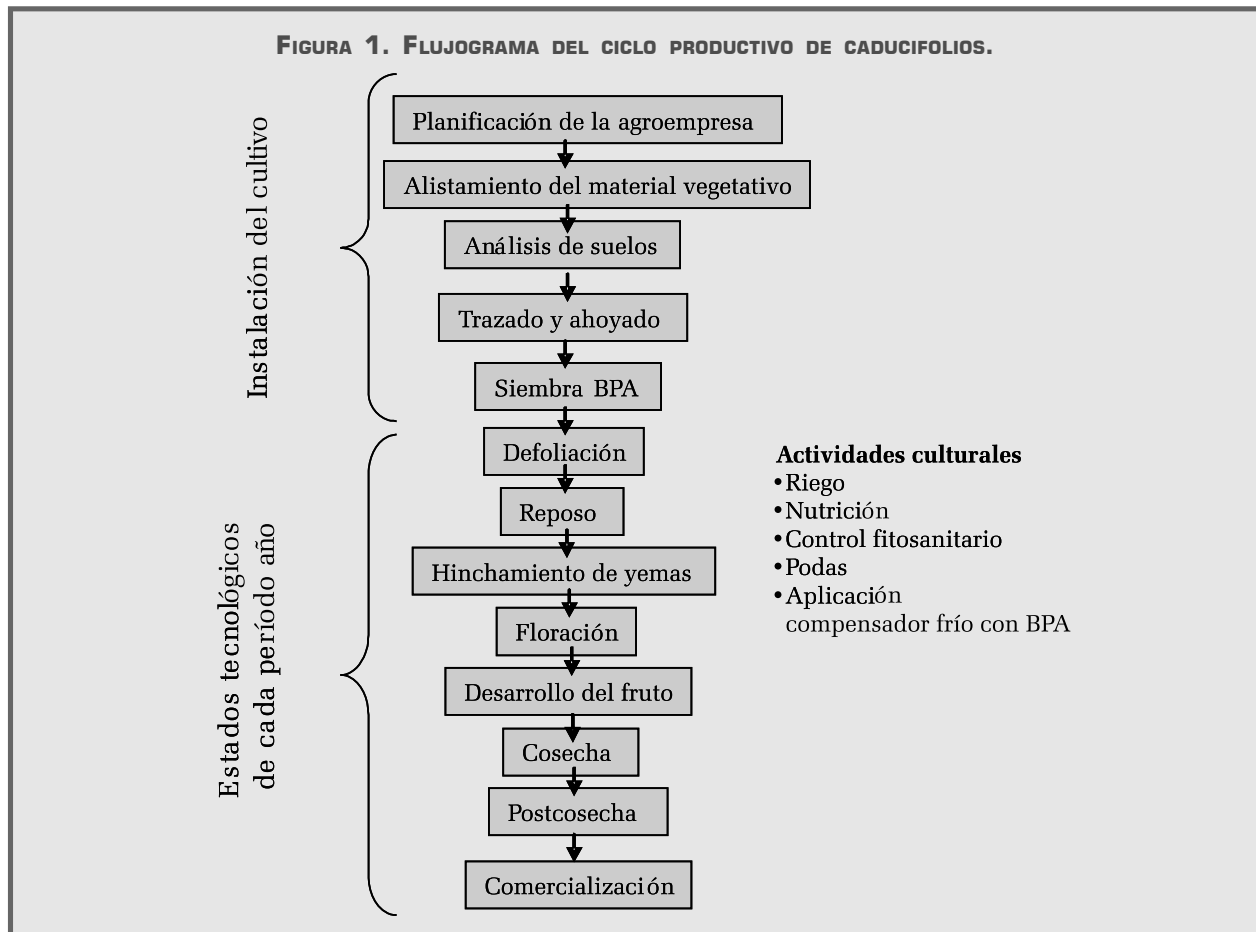 FIGURA 1. FLUJOGRAMA DEL CICLO PRODUCTIVO DE CADUCIFOLIOS.
Instalación del cultivo
Planificación de la agroempresa
Alistamiento del material vegetativo
Análisis de suelos
Trazado y ahoyado
Siembra BPA
Estados tecnológicos
de cada período año
Defoliación
Reposo
Hinchamiento de yemas
Floración
Desarrollo del fruto
Cosecha
Postcosecha
Comercialización
Actividades culturales
•Riego
•Nutrición
•Control fitosanitario
•Podas
•Aplicación
compensador frío con BPA